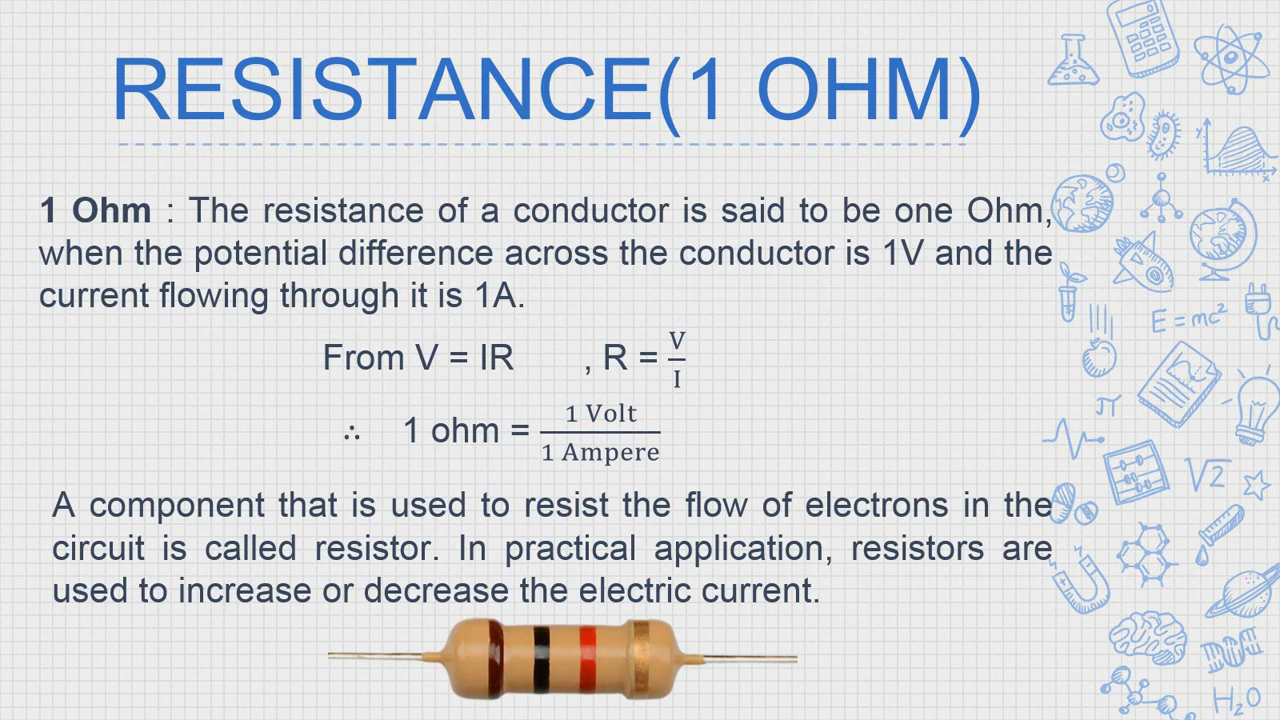 RESISTANCE(1 OHM)
1 Ohm : The resistance of a conductor is said to be one Ohm,
when the potential difference across the conductor is 1V and the
current flowing through it is 1A.
From V = IR , R = V/I
∴ 1 ohm = 1 Volt/1 Ampere
A component that is used to resist the flow of electrons in the
circuit is called resistor. In practical application, resistors are
used to increase or decrease the electric current.
y
x
E=mc²
π
√2
H₂O